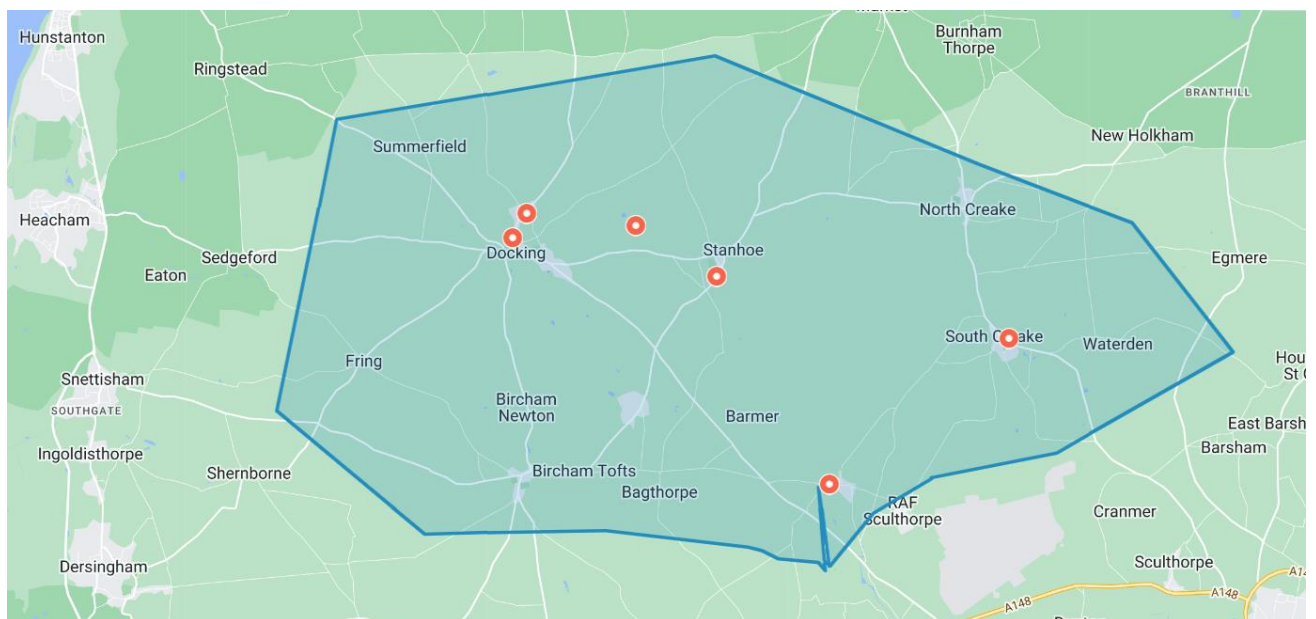 Hunstanton
Ringstead
Burnham
Thorpe
BRANTHILL
New Holkham
Summerfield
Heacham
North Creake
Sedgeford
Eaton
Docking
Stanhoe
Egmere
South
Waterden
Fring
Snettisham
SOUTHGATE
Bircham
Newton
Barmer
East
Barsham
Ingoldisthorpe
Shernborne
Bircham Tofts
Bagthorpe
RAF
Sculthorpe
Cranmer
Dersingham
Sculthorpe
A148
A148